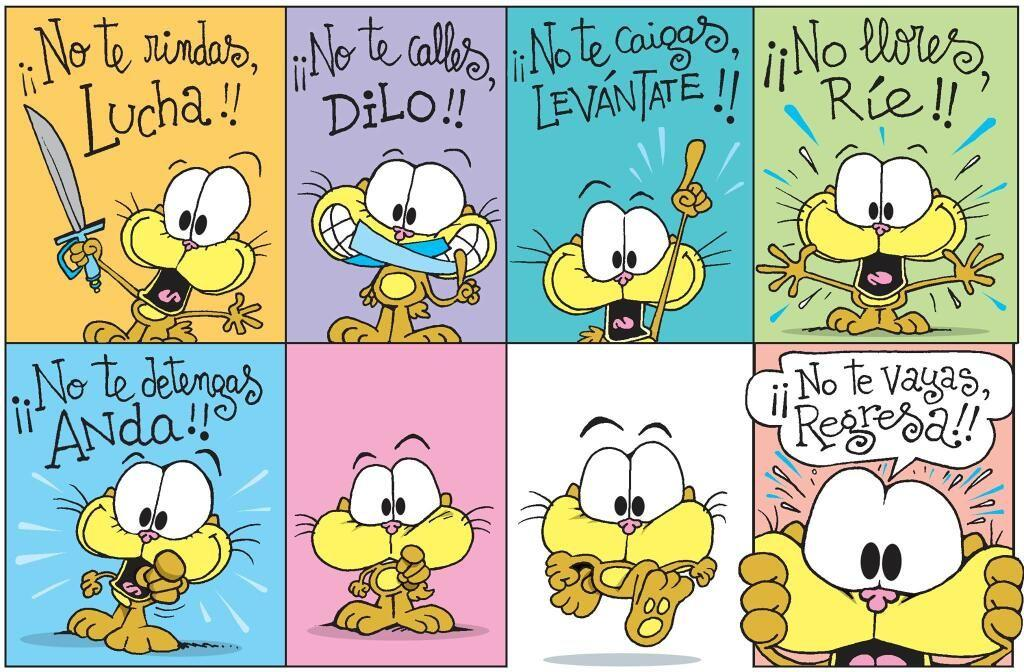 ¡¡No te rindas,
Lucha!!
¡¡No te calles,
DiLO!!
¡¡No te caigas,
LEVÁNTATE!!
¡¡No llores,
Ríe!!
¡¡No te detengas
ANda!!
¡¡No te vayas,
Regresa!!